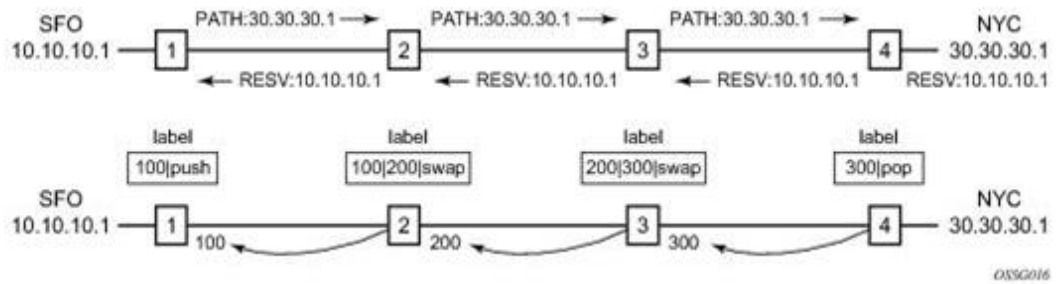 SFO
10.10.10.1
1
PATH:30.30.30.1
2
PATH:30.30.30.1
3
PATH:30.30.30.1
4
NYC
30.30.30.1
RESV:10.10.10.1
RESV:10.10.10.1
RESV:10.10.10.1
RESV:10.10.10.1
label
100|push
label
100|200|swap
label
200|300|swap
label
300|pop
SFO
10.10.10.1
1
2
3
4
NYC
30.30.30.1
100
200
300
OSSG016